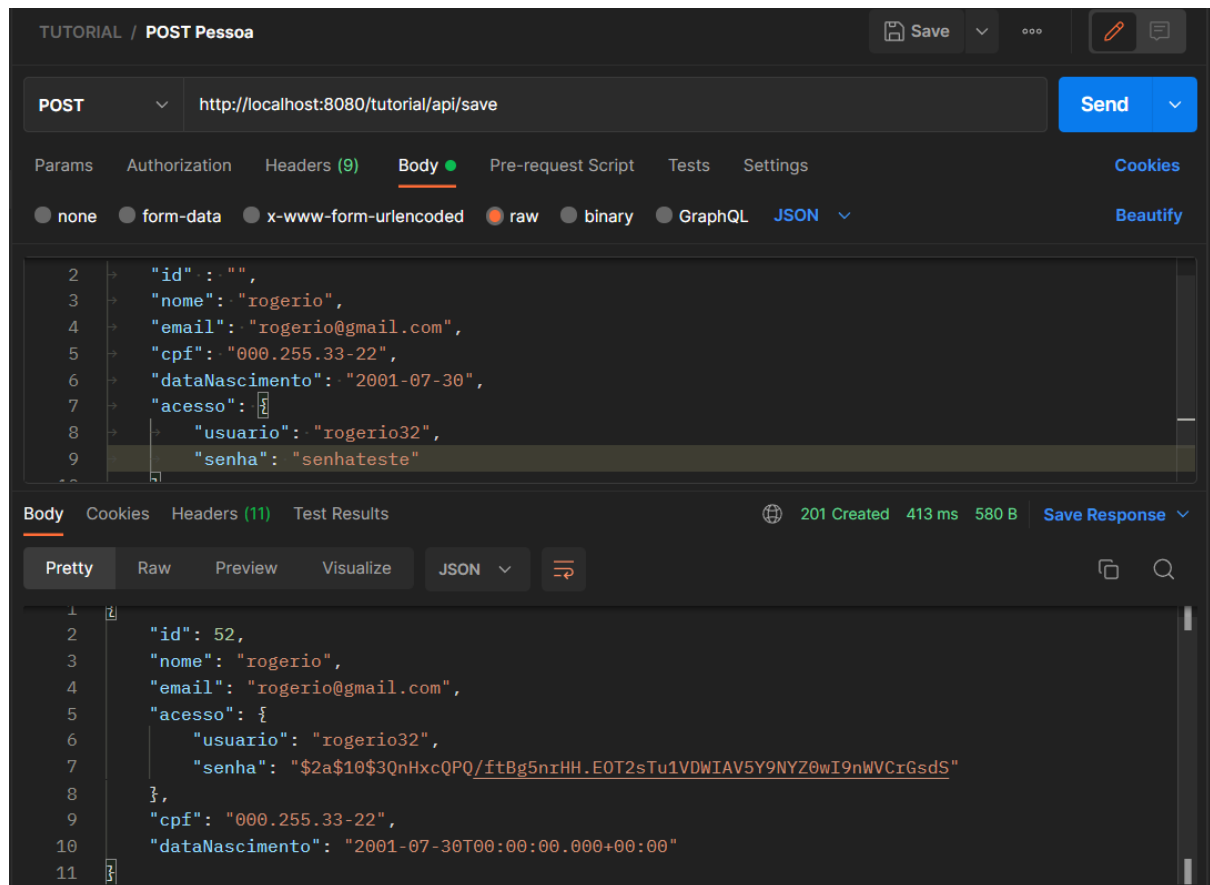 TUTORIAL / POST Pessoa Save ooo
POST http://localhost:8080/tutorial/api/save Send
Params Authorization Headers (9) Body Pre-request Script Tests Settings Cookies
none form-data x-www-form-urlencoded raw binary GraphQL JSON Beautify
2 "id" : "",
3 "nome": "rogerio",
4 "email": "rogerio@gmail.com",
5 "cpf": "000.255.33-22",
6 "dataNascimento": "2001-07-30",
7 "acesso": {
8 "usuario": "rogerio32",
9 "senha": "senhateste"
Body Cookies Headers (11) Test Results 201 Created 413 ms 580 B Save Response
Pretty Raw Preview Visualize JSON
1 {
2 "id": 52,
3 "nome": "rogerio",
4 "email": "rogerio@gmail.com",
5 "acesso": {
6 "usuario": "rogerio32",
7 "senha": "$2a$10$3QnHxcQPQ/ftBg5nrHH.EOT2sTu1VDWIAV5Y9NYZ0wI9nWVCrGsdS"
8 },
9 "cpf": "000.255.33-22",
10 "dataNascimento": "2001-07-30T00:00:00.000+00:00"
11 }